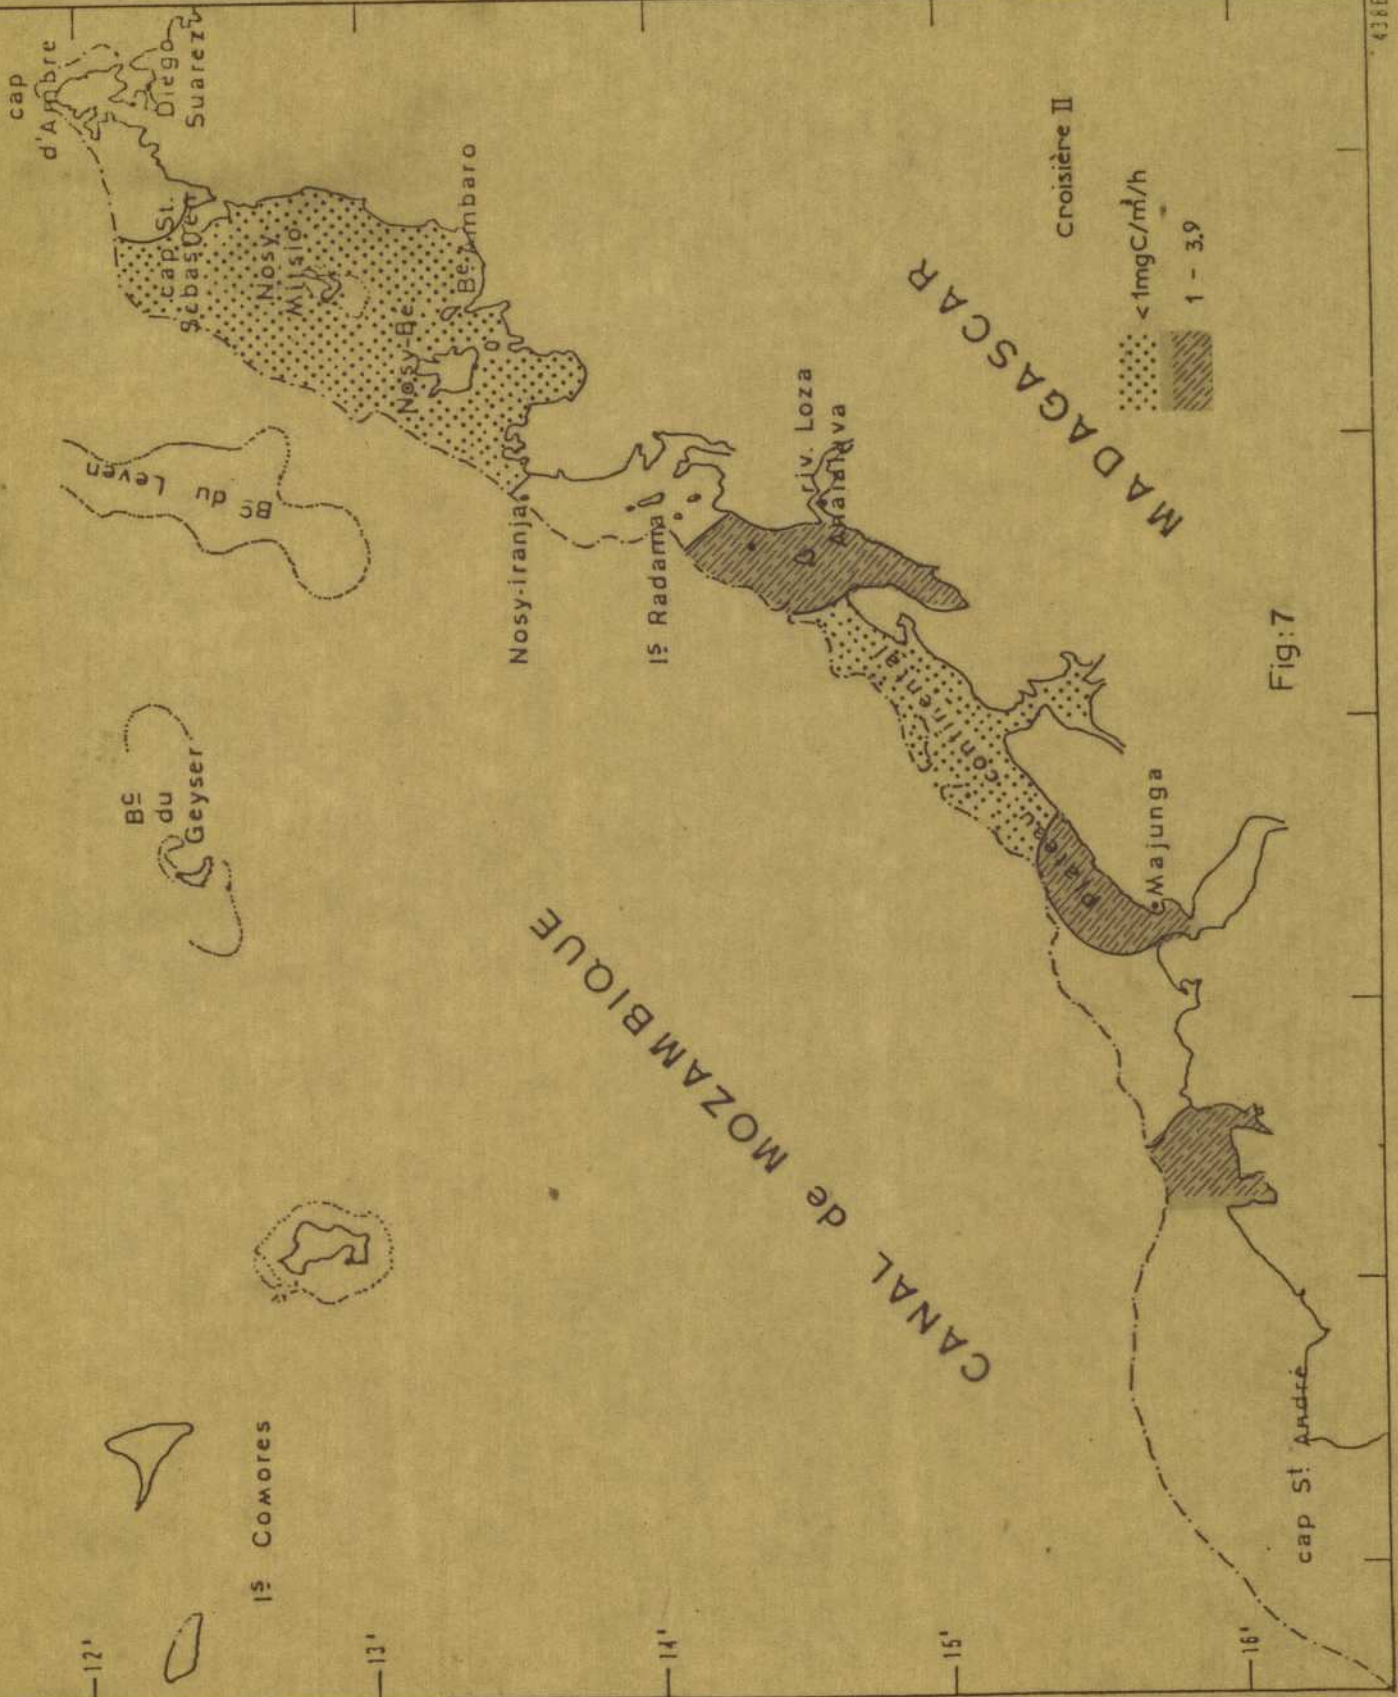 cap
d'Ambre
Diego
Suarez
cap St.
Sebastien
Nosy
Mitsio
Nosy-Be
Be Ambaro
Bc du Leven
Nosy-iranja
Is Radama
riv. Loza
Analalava
Bc
du
Geyser
Is Comores
CANAL de MOZAMBIQUE
MADAGASCAR
plateau continental
Majunga
cap St André
Croisière II
<1mgC/m³/h
1 - 3.9
Fig:7
12'
13'
14'
15'
16'